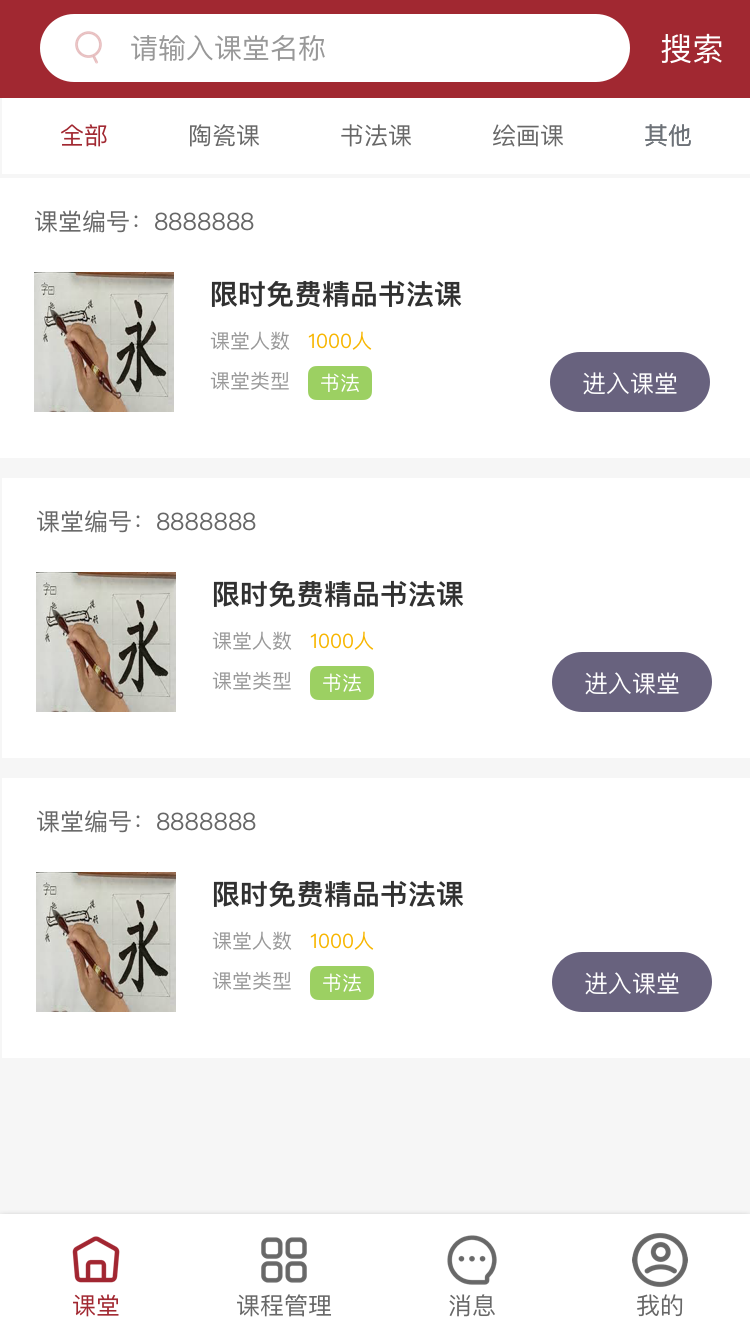 请输入课堂名称 搜索
全部 陶瓷课 书法课 绘画课 其他
课堂编号：8888888
永
限时免费精品书法课
课堂人数 1000人
课堂类型 书法
进入课堂
课堂编号：8888888
永
限时免费精品书法课
课堂人数 1000人
课堂类型 书法
进入课堂
课堂编号：8888888
永
限时免费精品书法课
课堂人数 1000人
课堂类型 书法
进入课堂
课堂 课程管理 消息 我的